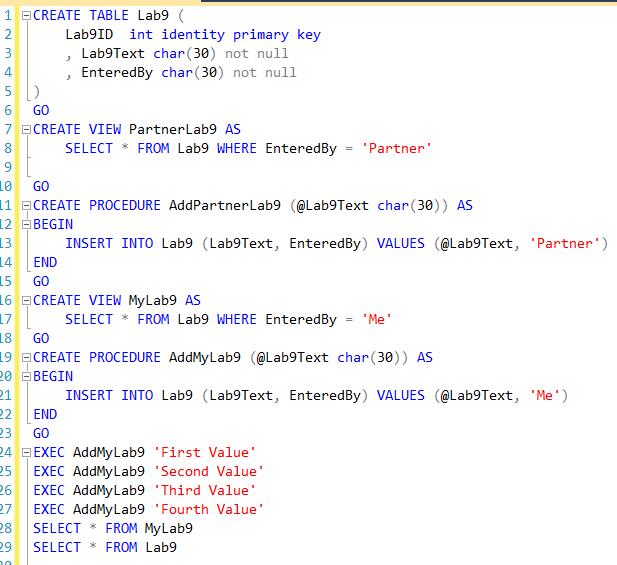 1 CREATE TABLE Lab9 (
2 Lab9ID  int identity primary key
3 , Lab9Text char(30) not null
4 , EnteredBy char(30) not null
5 )
6 GO
7 CREATE VIEW PartnerLab9 AS
8 SELECT * FROM Lab9 WHERE EnteredBy = 'Partner'
9
10 GO
11 CREATE PROCEDURE AddPartnerLab9 (@Lab9Text char(30)) AS
12 BEGIN
13 INSERT INTO Lab9 (Lab9Text, EnteredBy) VALUES (@Lab9Text, 'Partner')
14 END
15 GO
16 CREATE VIEW MyLab9 AS
17 SELECT * FROM Lab9 WHERE EnteredBy = 'Me'
18 GO
19 CREATE PROCEDURE AddMyLab9 (@Lab9Text char(30)) AS
20 BEGIN
21 INSERT INTO Lab9 (Lab9Text, EnteredBy) VALUES (@Lab9Text, 'Me')
22 END
23 GO
24 EXEC AddMyLab9 'First Value'
25 EXEC AddMyLab9 'Second Value'
26 EXEC AddMyLab9 'Third Value'
27 EXEC AddMyLab9 'Fourth Value'
28 SELECT * FROM MyLab9
29 SELECT * FROM Lab9